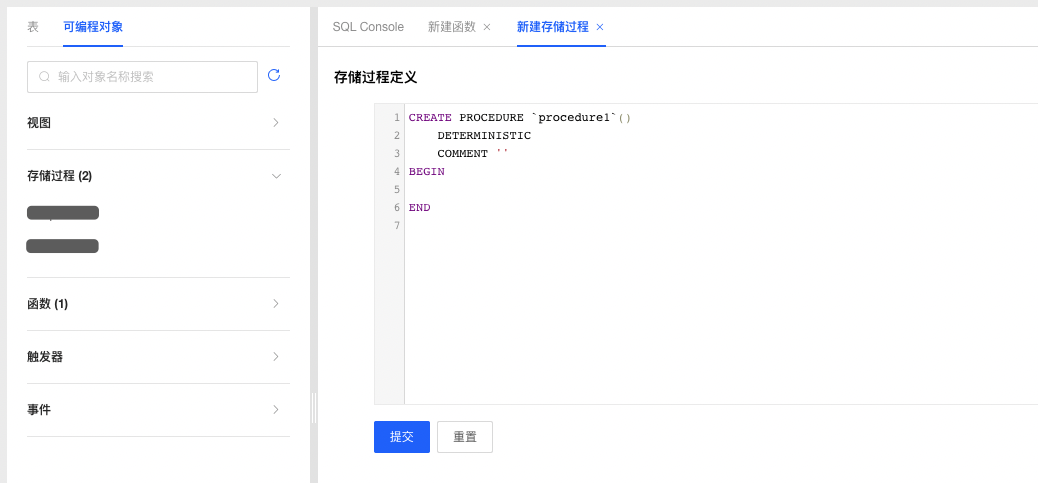 表 可编程对象
输入对象名称搜索
视图
存储过程 (2)
函数 (1)
触发器
事件
SQL Console 新建函数 × 新建存储过程 ×
存储过程定义
1 CREATE PROCEDURE `procedure1`()
2 DETERMINISTIC
3 COMMENT ''
4 BEGIN
5
6 END
7
提交 重置